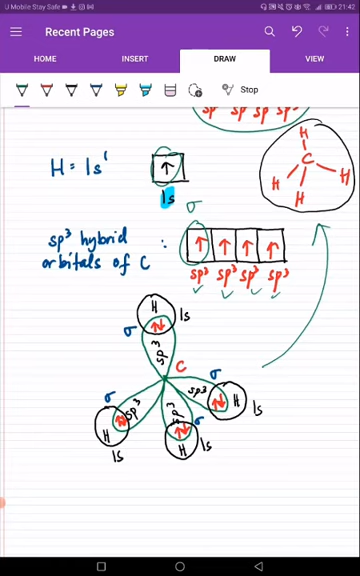 U Mobile Stay Safe
21:42
Recent Pages
HOME INSERT DRAW VIEW
Stop
sp³ sp³ sp³
H = 1s¹
↑
1s
σ
H
C
H
H
H
sp³ hybrid
orbitals of C
:
↑ ↑ ↑ ↑
sp³ sp³ sp³ sp³
✓ ✓ ✓ ✓
H
1s
σ
sp³
C
σ
sp³
H
1s
σ
sp³
H
1s
sp³
σ
H
1s